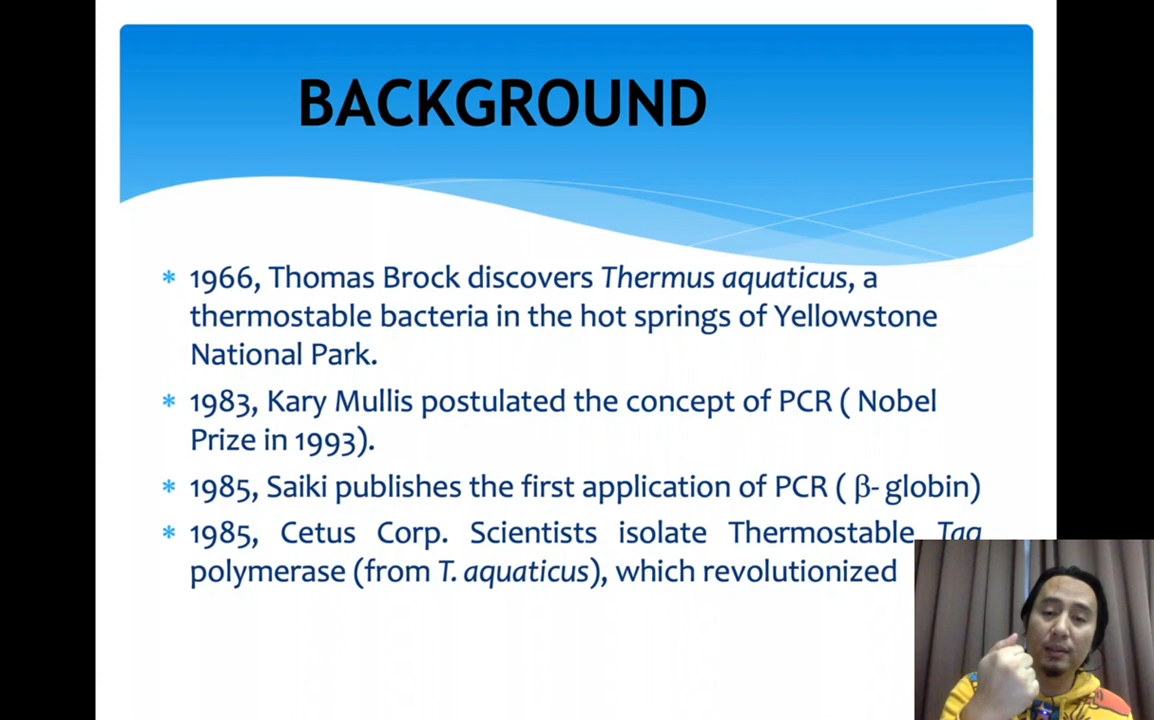 BACKGROUND
* 1966, Thomas Brock discovers Thermus aquaticus, a
thermostable bacteria in the hot springs of Yellowstone
National Park.
* 1983, Kary Mullis postulated the concept of PCR ( Nobel
Prize in 1993).
* 1985, Saiki publishes the first application of PCR ( β- globin)
* 1985, Cetus Corp. Scientists isolate Thermostable Taq
polymerase (from T. aquaticus), which revolutionized